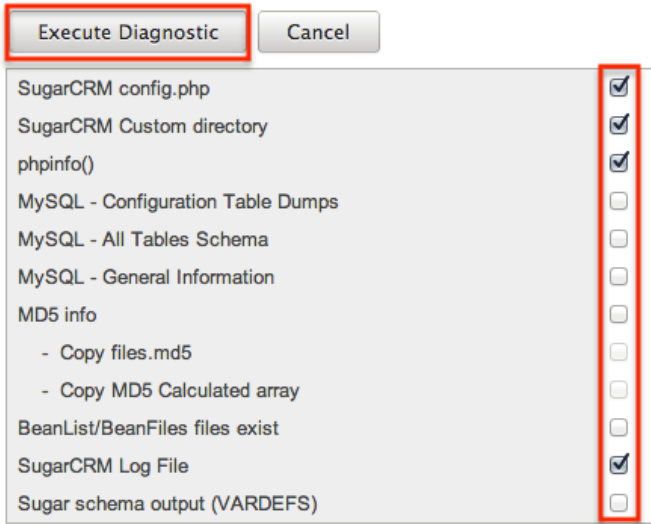 Execute Diagnostic Cancel
SugarCRM config.php
SugarCRM Custom directory
phpinfo()
MySQL - Configuration Table Dumps
MySQL - All Tables Schema
MySQL - General Information
MD5 info
- Copy files.md5
- Copy MD5 Calculated array
BeanList/BeanFiles files exist
SugarCRM Log File
Sugar schema output (VARDEFS)